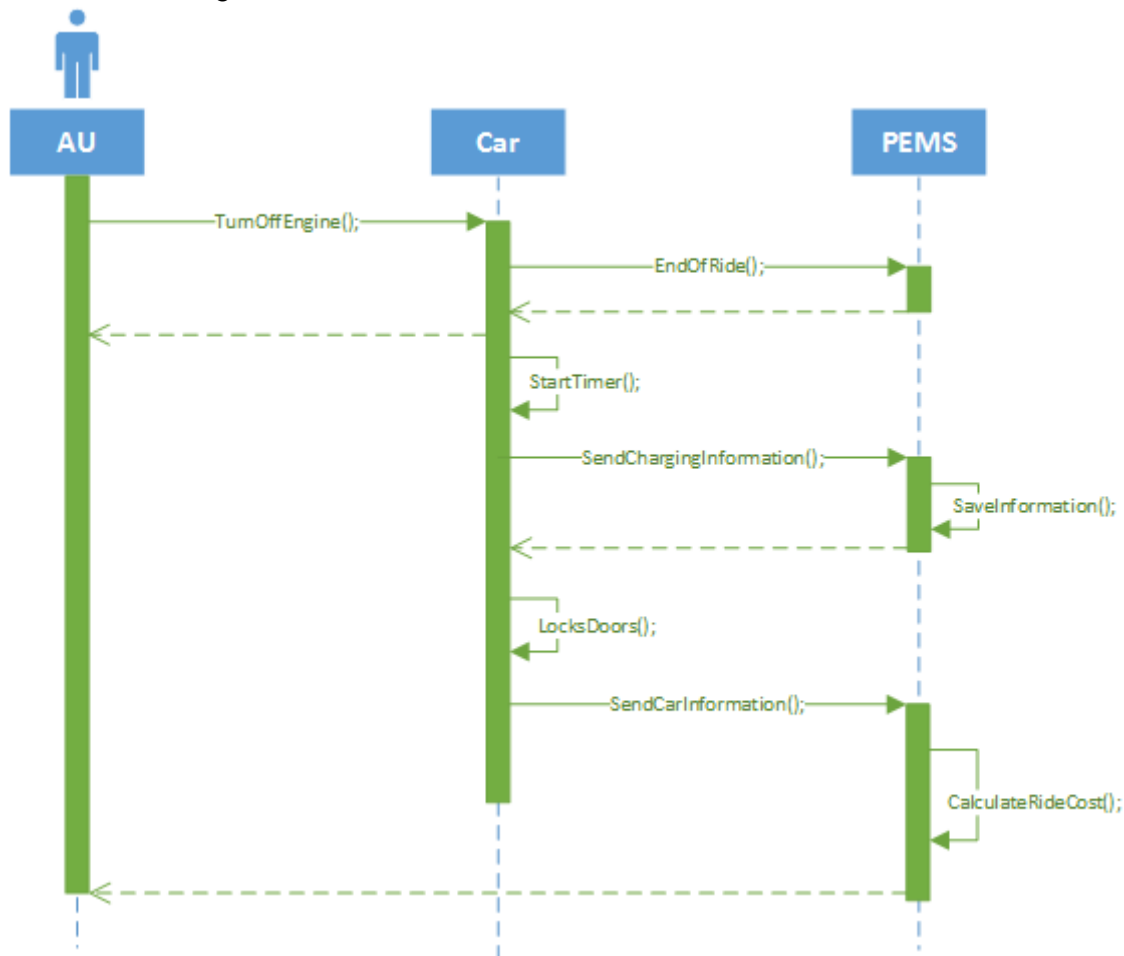 AU
Car
PEMS
TurnOffEngine();
EndOfRide();
StartTimer();
SendChargingInformation();
SaveInformation();
LocksDoors();
SendCarInformation();
CalculateRideCost();